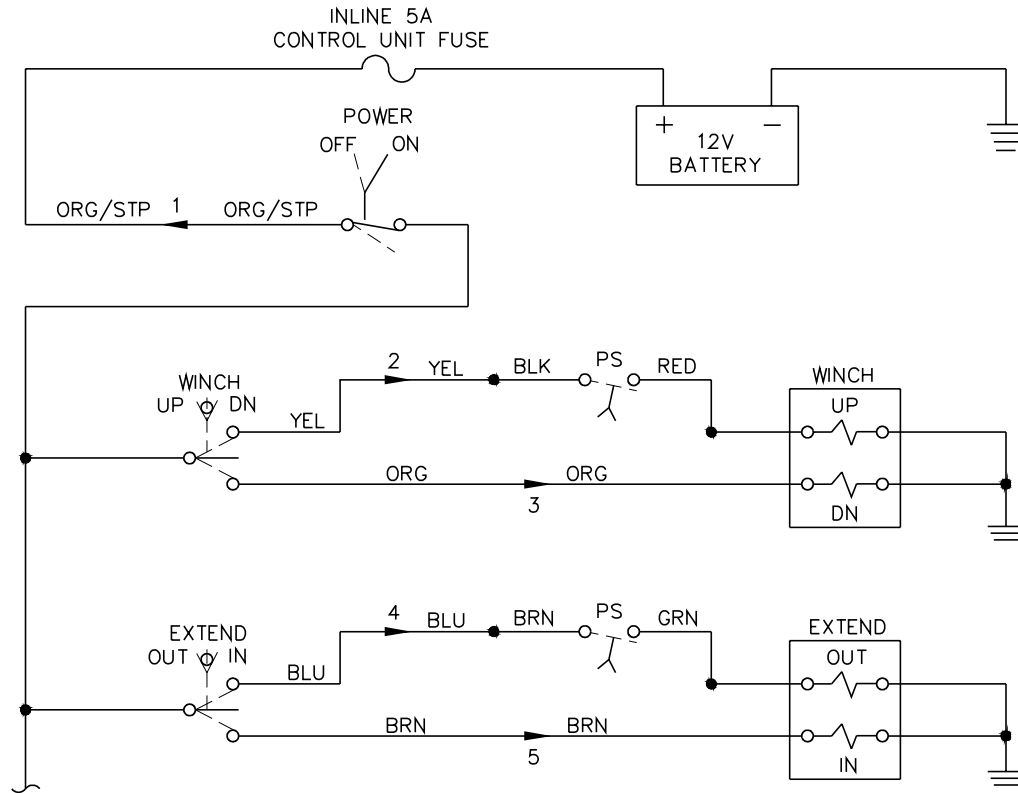 INLINE 5A
CONTROL UNIT FUSE
POWER
OFF ON
+ −
12V
BATTERY
ORG/STP 1 ORG/STP
2 YEL BLK PS RED
WINCH
UP DN
YEL
WINCH
UP
ORG ORG
3
DN
4 BLU BRN PS GRN
EXTEND
OUT IN
BLU
EXTEND
OUT
BRN BRN
5
IN